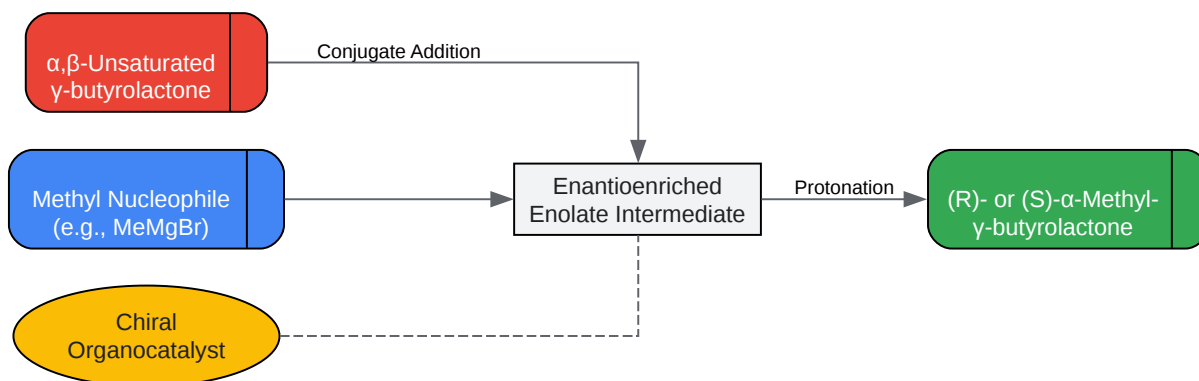 α,β-Unsaturated
γ-butyrolactone
Conjugate Addition
Methyl Nucleophile
(e.g., MeMgBr)
Enantioenriched
Enolate Intermediate
Protonation
(R)- or (S)-α-Methyl-
γ-butyrolactone
Chiral
Organocatalyst